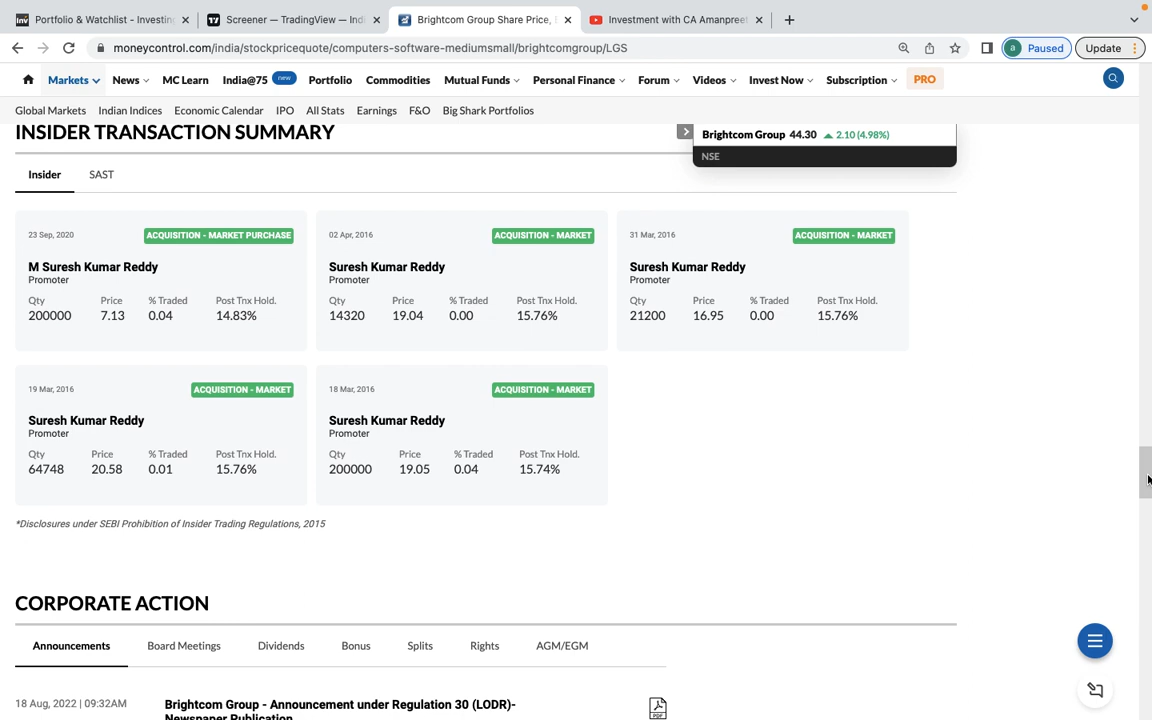 Portfolio & Watchlist - Investing
Screener — TradingView — Indi
Brightcom Group Share Price,
Investment with CA Amanpreet
moneycontrol.com/india/stockpricequote/computers-software-mediumsmall/brightcomgroup/LGS
a Paused
Update
Markets News MC Learn India@75 new Portfolio Commodities Mutual Funds Personal Finance Forum Videos Invest Now Subscription PRO
Global Markets Indian Indices Economic Calendar IPO All Stats Earnings F&O Big Shark Portfolios
INSIDER TRANSACTION SUMMARY
Brightcom Group 44.30 ▲ 2.10 (4.98%)
NSE
Insider SAST
23 Sep, 2020 ACQUISITION - MARKET PURCHASE
M Suresh Kumar Reddy
Promoter
Qty Price % Traded Post Tnx Hold.
200000 7.13 0.04 14.83%
02 Apr, 2016 ACQUISITION - MARKET
Suresh Kumar Reddy
Promoter
Qty Price % Traded Post Tnx Hold.
14320 19.04 0.00 15.76%
31 Mar, 2016 ACQUISITION - MARKET
Suresh Kumar Reddy
Promoter
Qty Price % Traded Post Tnx Hold.
21200 16.95 0.00 15.76%
19 Mar, 2016 ACQUISITION - MARKET
Suresh Kumar Reddy
Promoter
Qty Price % Traded Post Tnx Hold.
64748 20.58 0.01 15.76%
18 Mar, 2016 ACQUISITION - MARKET
Suresh Kumar Reddy
Promoter
Qty Price % Traded Post Tnx Hold.
200000 19.05 0.04 15.74%
*Disclosures under SEBI Prohibition of Insider Trading Regulations, 2015
CORPORATE ACTION
Announcements Board Meetings Dividends Bonus Splits Rights AGM/EGM
18 Aug, 2022 | 09:32AM
Brightcom Group - Announcement under Regulation 30 (LODR)-
Newspaper Publication
PDF